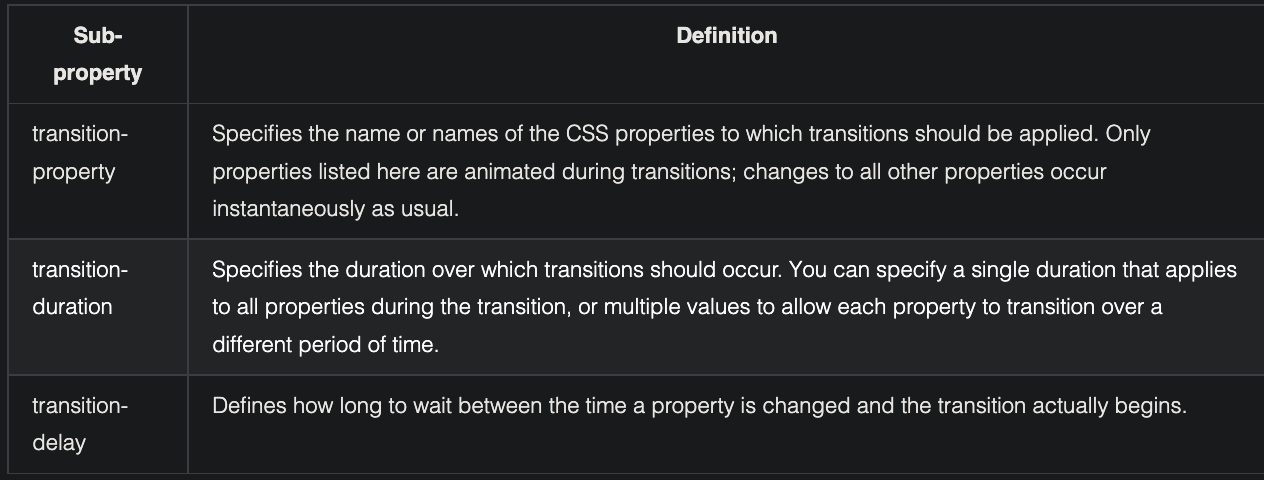 Sub-
property
Definition
transition-
property
Specifies the name or names of the CSS properties to which transitions should be applied. Only
properties listed here are animated during transitions; changes to all other properties occur
instantaneously as usual.
transition-
duration
Specifies the duration over which transitions should occur. You can specify a single duration that applies
to all properties during the transition, or multiple values to allow each property to transition over a
different period of time.
transition-
delay
Defines how long to wait between the time a property is changed and the transition actually begins.